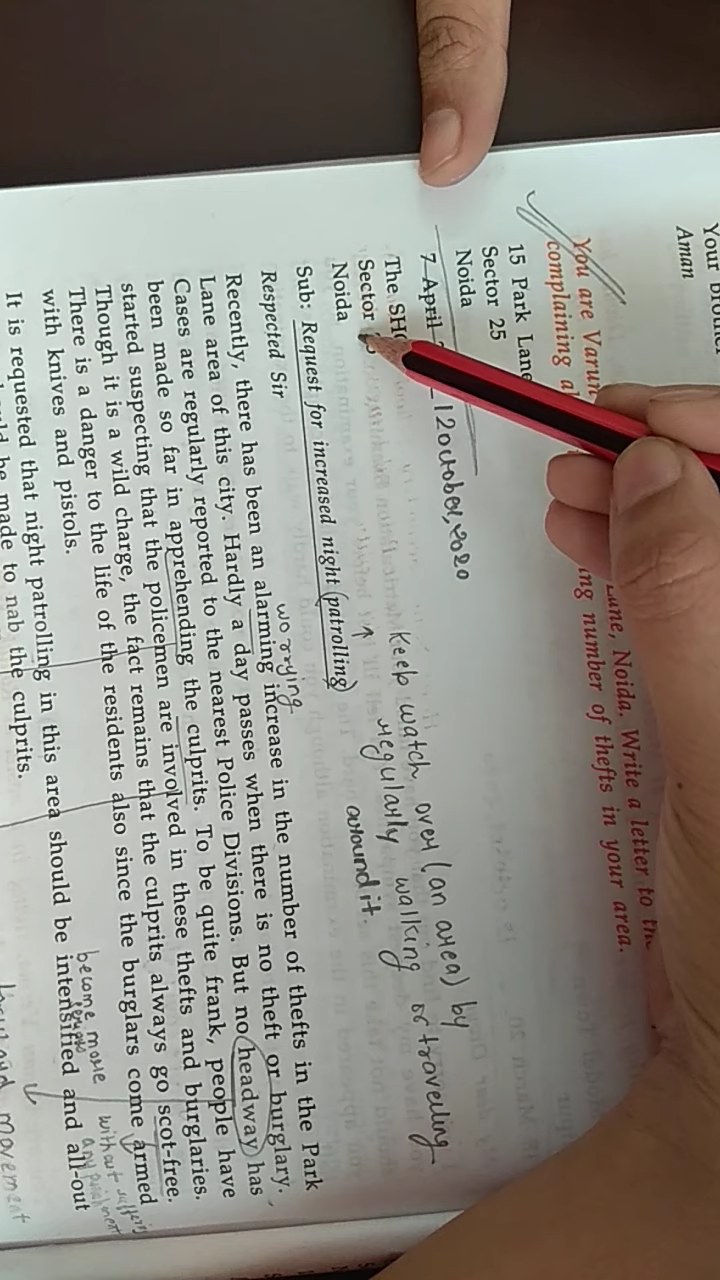 Your
Aman
You are Varun Lane, Noida. Write a letter to the
complaining ing number of thefts in your area.
15 Park Lane
Sector 25
Noida
7 April 12 October, 2020
The SHO
Sector
Noida
keep watch over (an area) by
regularly walking or traveling
around it.
Sub: Request for increased night (patrolling)
Respected Sir
worrying
Recently, there has been an alarming increase in the number of thefts in the Park
Lane area of this city. Hardly a day passes when there is no theft or burglary.
Cases are regularly reported to the nearest Police Divisions. But no headway has
been made so far in apprehending the culprits. To be quite frank, people have
started suspecting that the policemen are involved in these thefts and burglaries.
Though it is a wild charge, the fact remains that the culprits always go scot-free.
There is a danger to the life of the residents also since the burglars come armed
with knives and pistols.
without suffering
any punishment
become more
It is requested that night patrolling in this area should be intensified and all-out
be made to nab the culprits.
movement